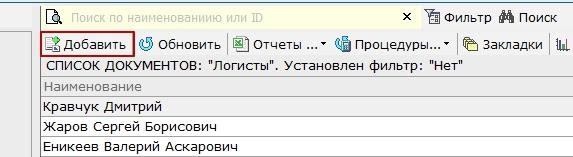 Поиск по наименованию или ID Фильтр Поиск
Добавить Обновить Отчеты ... Процедуры... Закладки
СПИСОК ДОКУМЕНТОВ: "Логисты". Установлен фильтр: "Нет"
Наименование
Кравчук Дмитрий
Жаров Сергей Борисович
Еникеев Валерий Аскарович